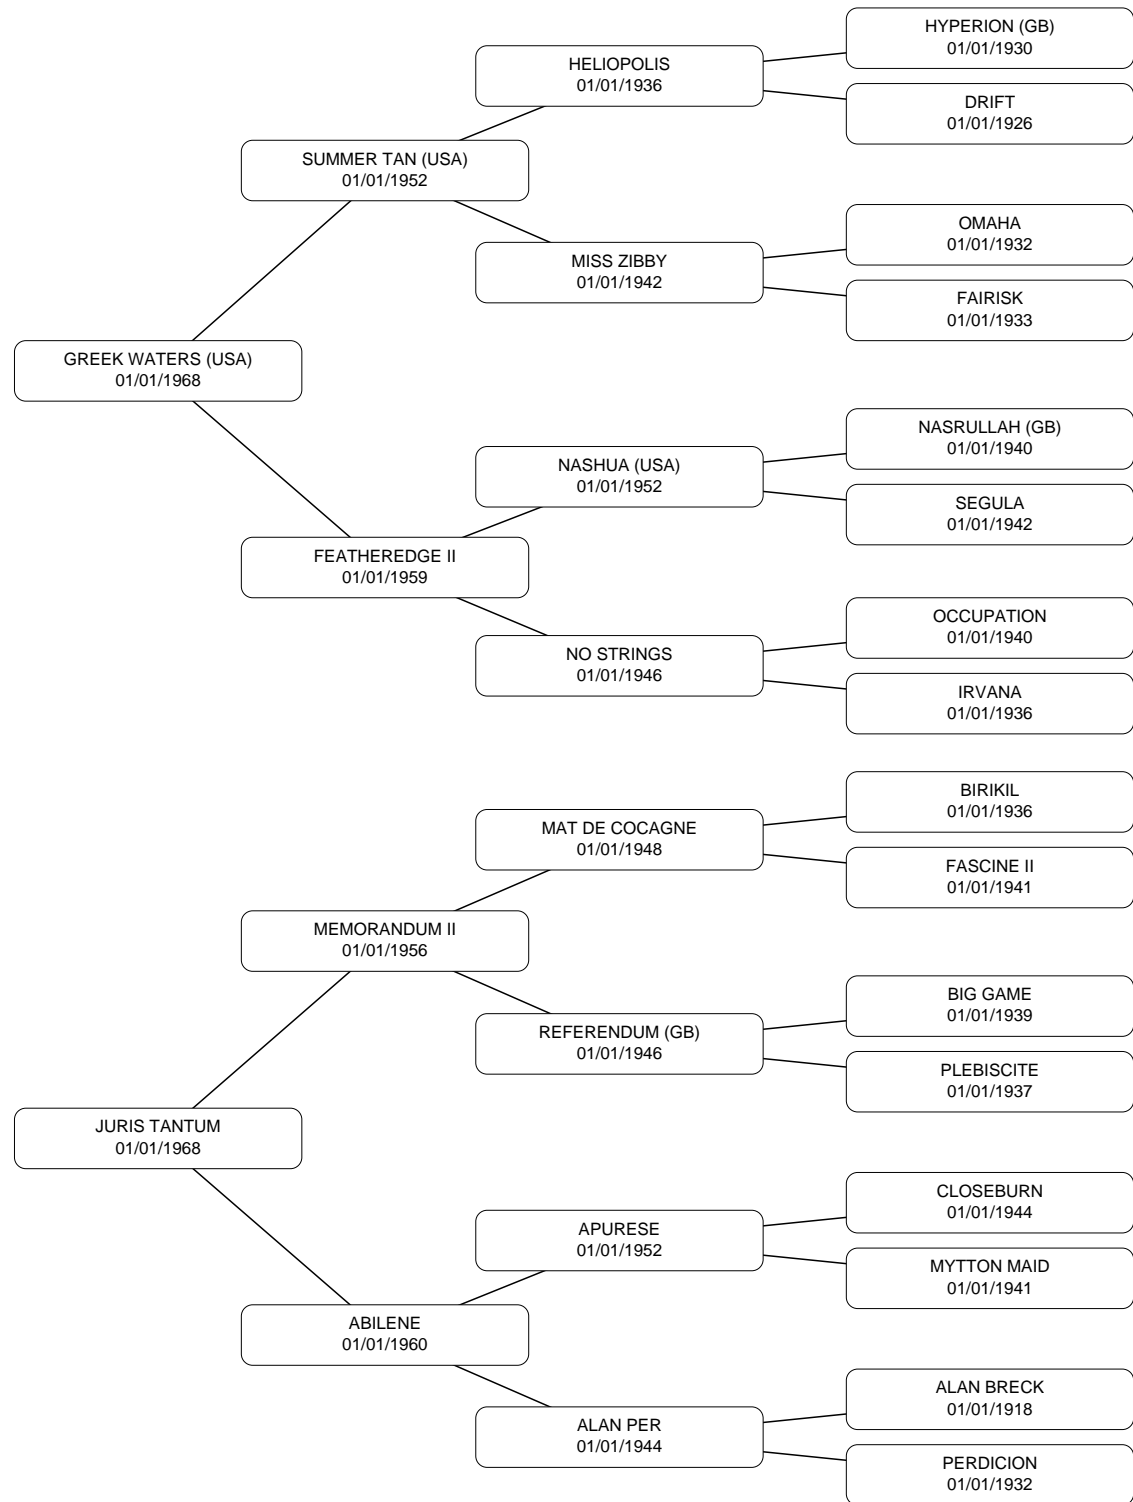 HYPERION (GB)
01/01/1930
HELIOPOLIS
01/01/1936
DRIFT
01/01/1926
SUMMER TAN (USA)
01/01/1952
OMAHA
01/01/1932
MISS ZIBBY
01/01/1942
FAIRISK
01/01/1933
GREEK WATERS (USA)
01/01/1968
NASRULLAH (GB)
01/01/1940
NASHUA (USA)
01/01/1952
SEGULA
01/01/1942
FEATHEREDGE II
01/01/1959
OCCUPATION
01/01/1940
NO STRINGS
01/01/1946
IRVANA
01/01/1936
BIRIKIL
01/01/1936
MAT DE COCAGNE
01/01/1948
FASCINE II
01/01/1941
MEMORANDUM II
01/01/1956
BIG GAME
01/01/1939
REFERENDUM (GB)
01/01/1946
PLEBISCITE
01/01/1937
JURIS TANTUM
01/01/1968
CLOSEBURN
01/01/1944
APURESE
01/01/1952
MYTTON MAID
01/01/1941
ABILENE
01/01/1960
ALAN BRECK
01/01/1918
ALAN PER
01/01/1944
PERDICION
01/01/1932